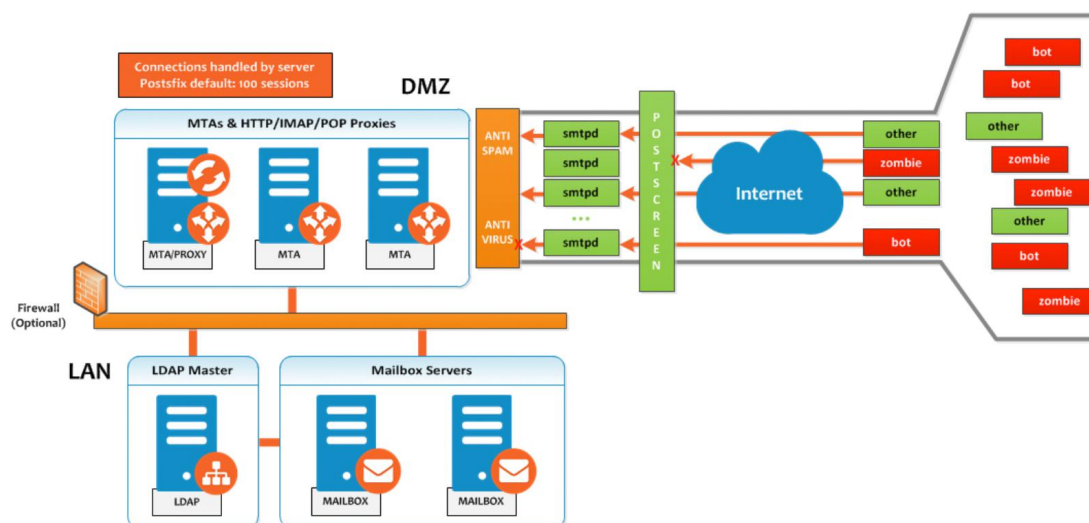 Connections handled by server
Postsfix default: 100 sessions
DMZ
MTAs & HTTP/IMAP/POP Proxies
MTA/PROXY
MTA
MTA
ANTI
SPAM
ANTI
VIRUS
X
smtpd
smtpd
smtpd
...
smtpd
POSTSCREEN
X
Internet
other
zombie
other
bot
bot
bot
other
zombie
zombie
other
bot
zombie
Firewall
(Optional)
LAN
LDAP Master
LDAP
Mailbox Servers
MAILBOX
MAILBOX